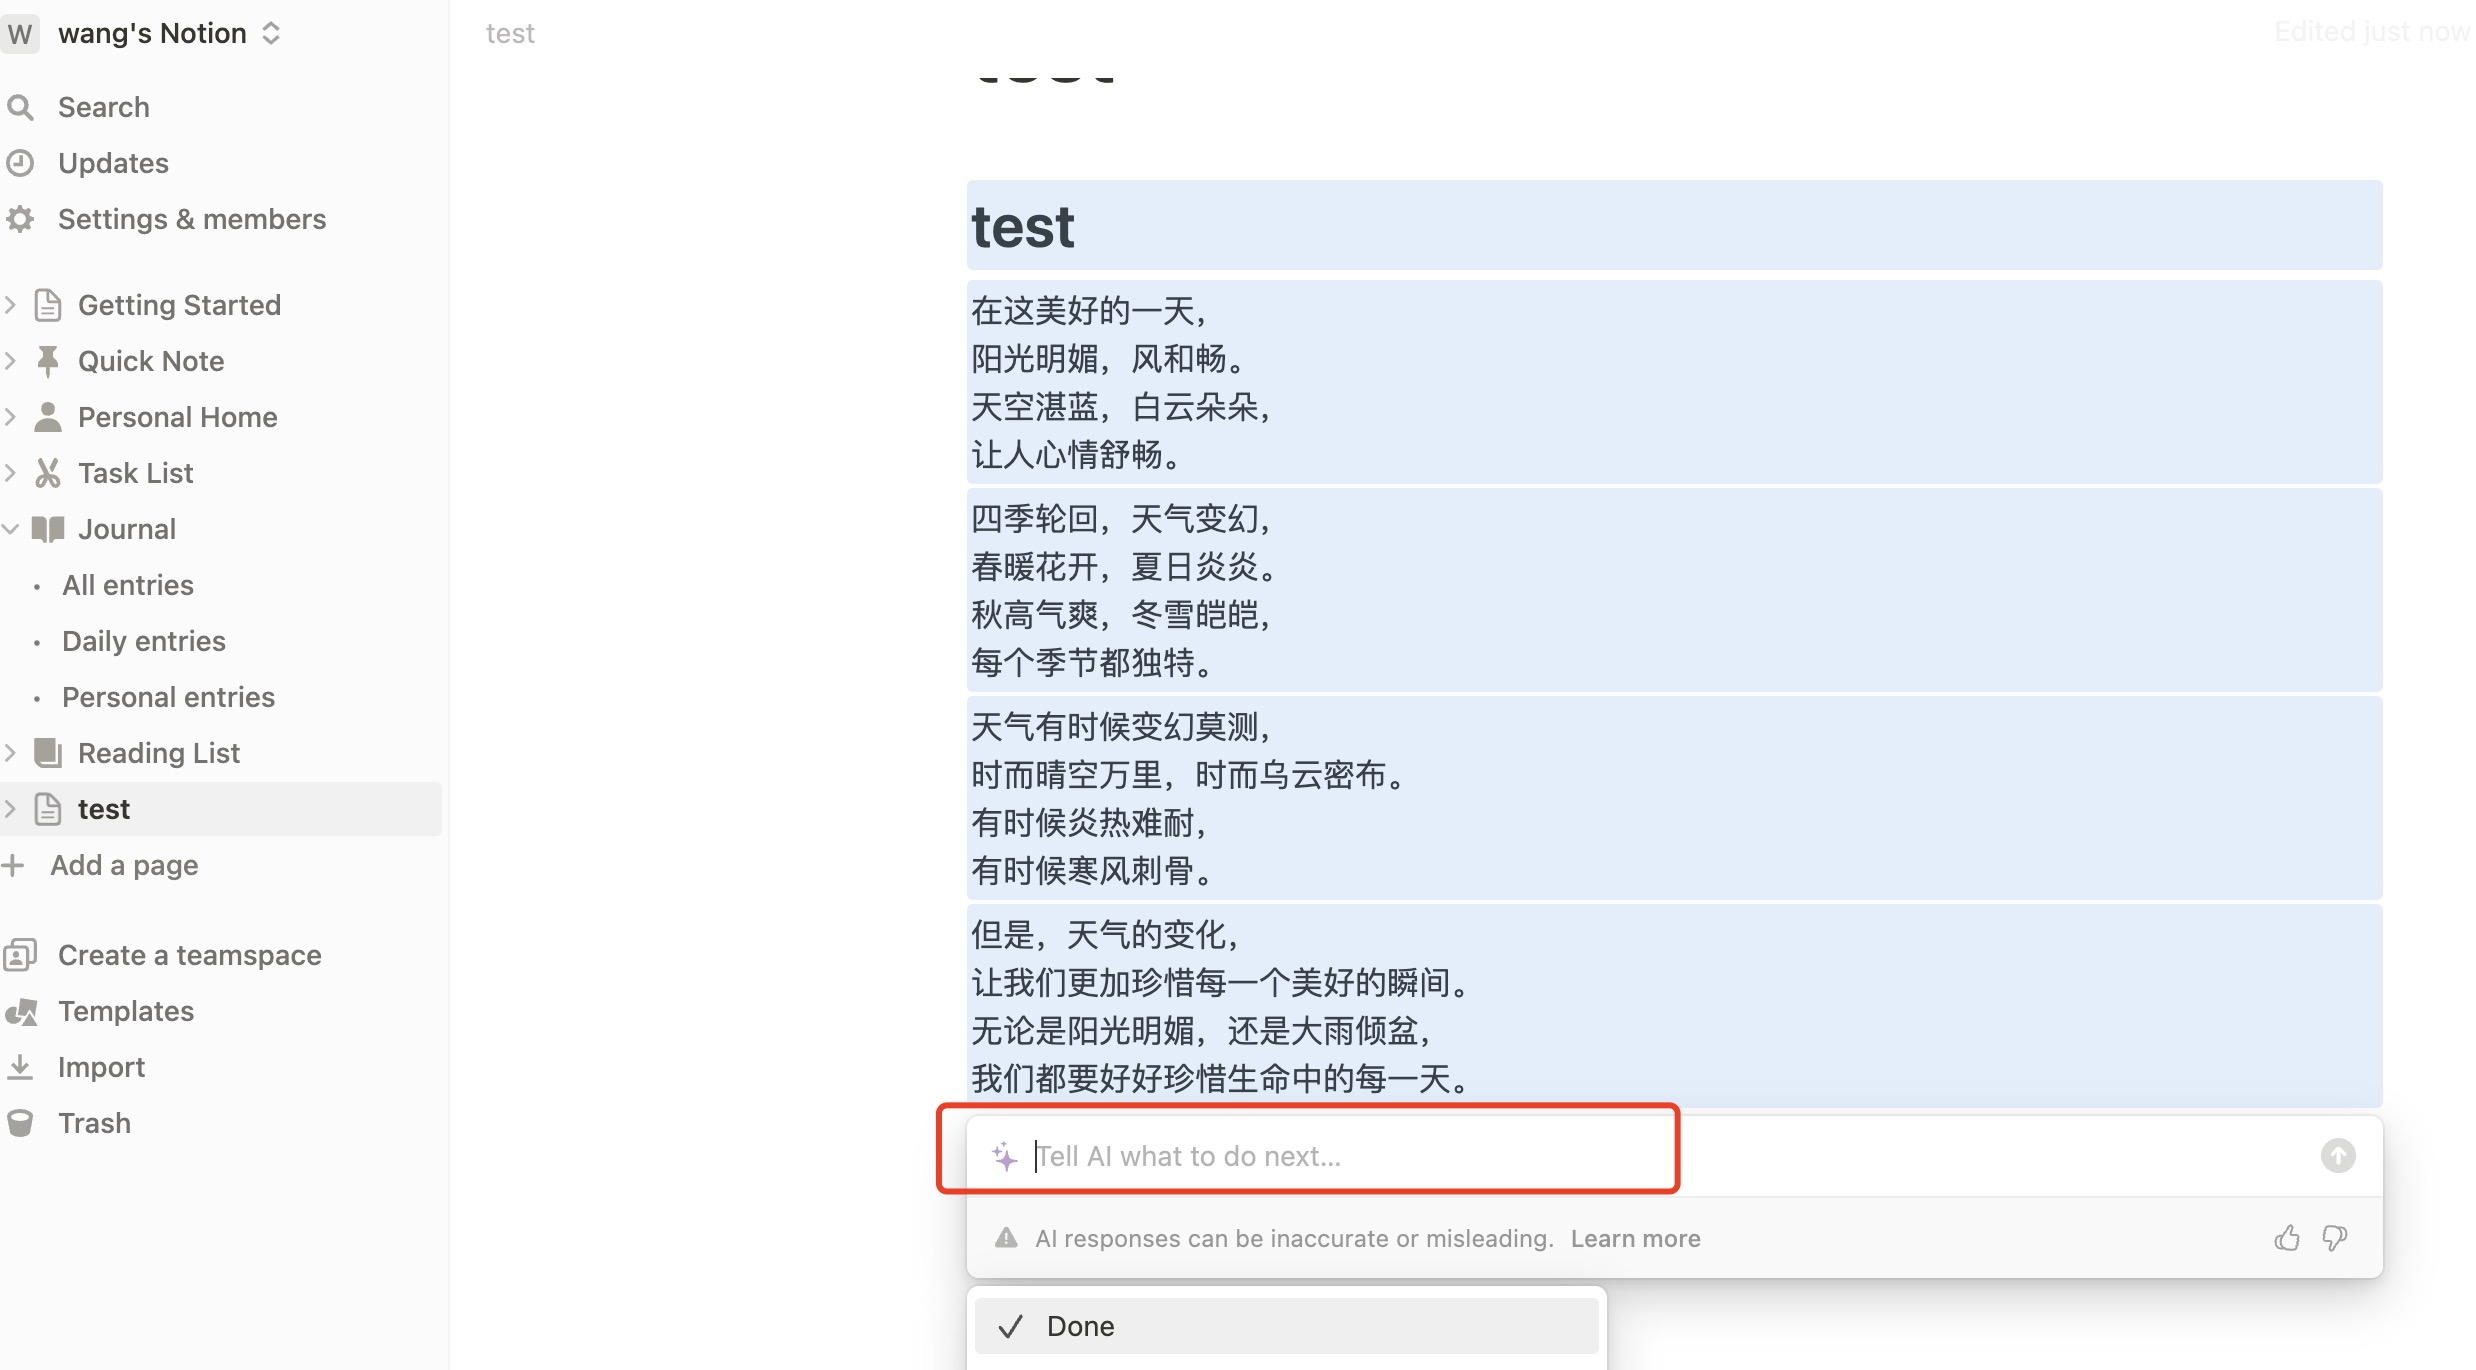 W wang's Notion
Search
Updates
Settings & members
Getting Started
Quick Note
Personal Home
Task List
Journal
All entries
Daily entries
Personal entries
Reading List
test
Add a page
Create a teamspace
Templates
Import
Trash
test
Edited just now
test
test
在这美好的一天，
阳光明媚，风和畅。
天空湛蓝，白云朵朵，
让人心情舒畅。
四季轮回，天气变幻，
春暖花开，夏日炎炎。
秋高气爽，冬雪皑皑，
每个季节都独特。
天气有时候变幻莫测，
时而晴空万里，时而乌云密布。
有时候炎热难耐，
有时候寒风刺骨。
但是，天气的变化，
让我们更加珍惜每一个美好的瞬间。
无论是阳光明媚，还是大雨倾盆，
我们都要好好珍惜生命中的每一天。
Tell AI what to do next...
AI responses can be inaccurate or misleading. Learn more
Done